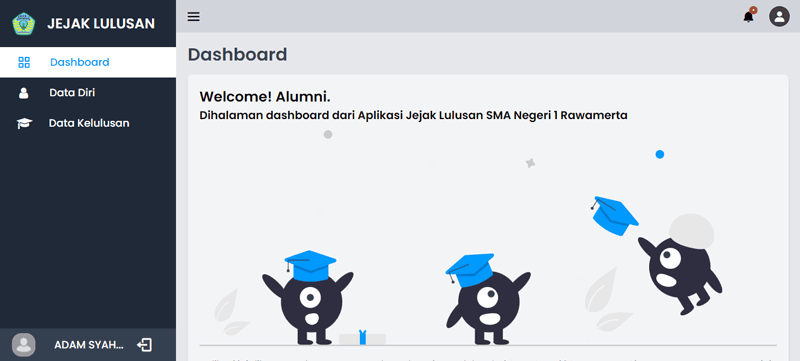 JEJAK LULUSAN
Dashboard
Data Diri
Data Kelulusan
ADAM SYAH...
Dashboard
Welcome! Alumni.
Dihalaman dashboard dari Aplikasi Jejak Lulusan SMA Negeri 1 Rawamerta